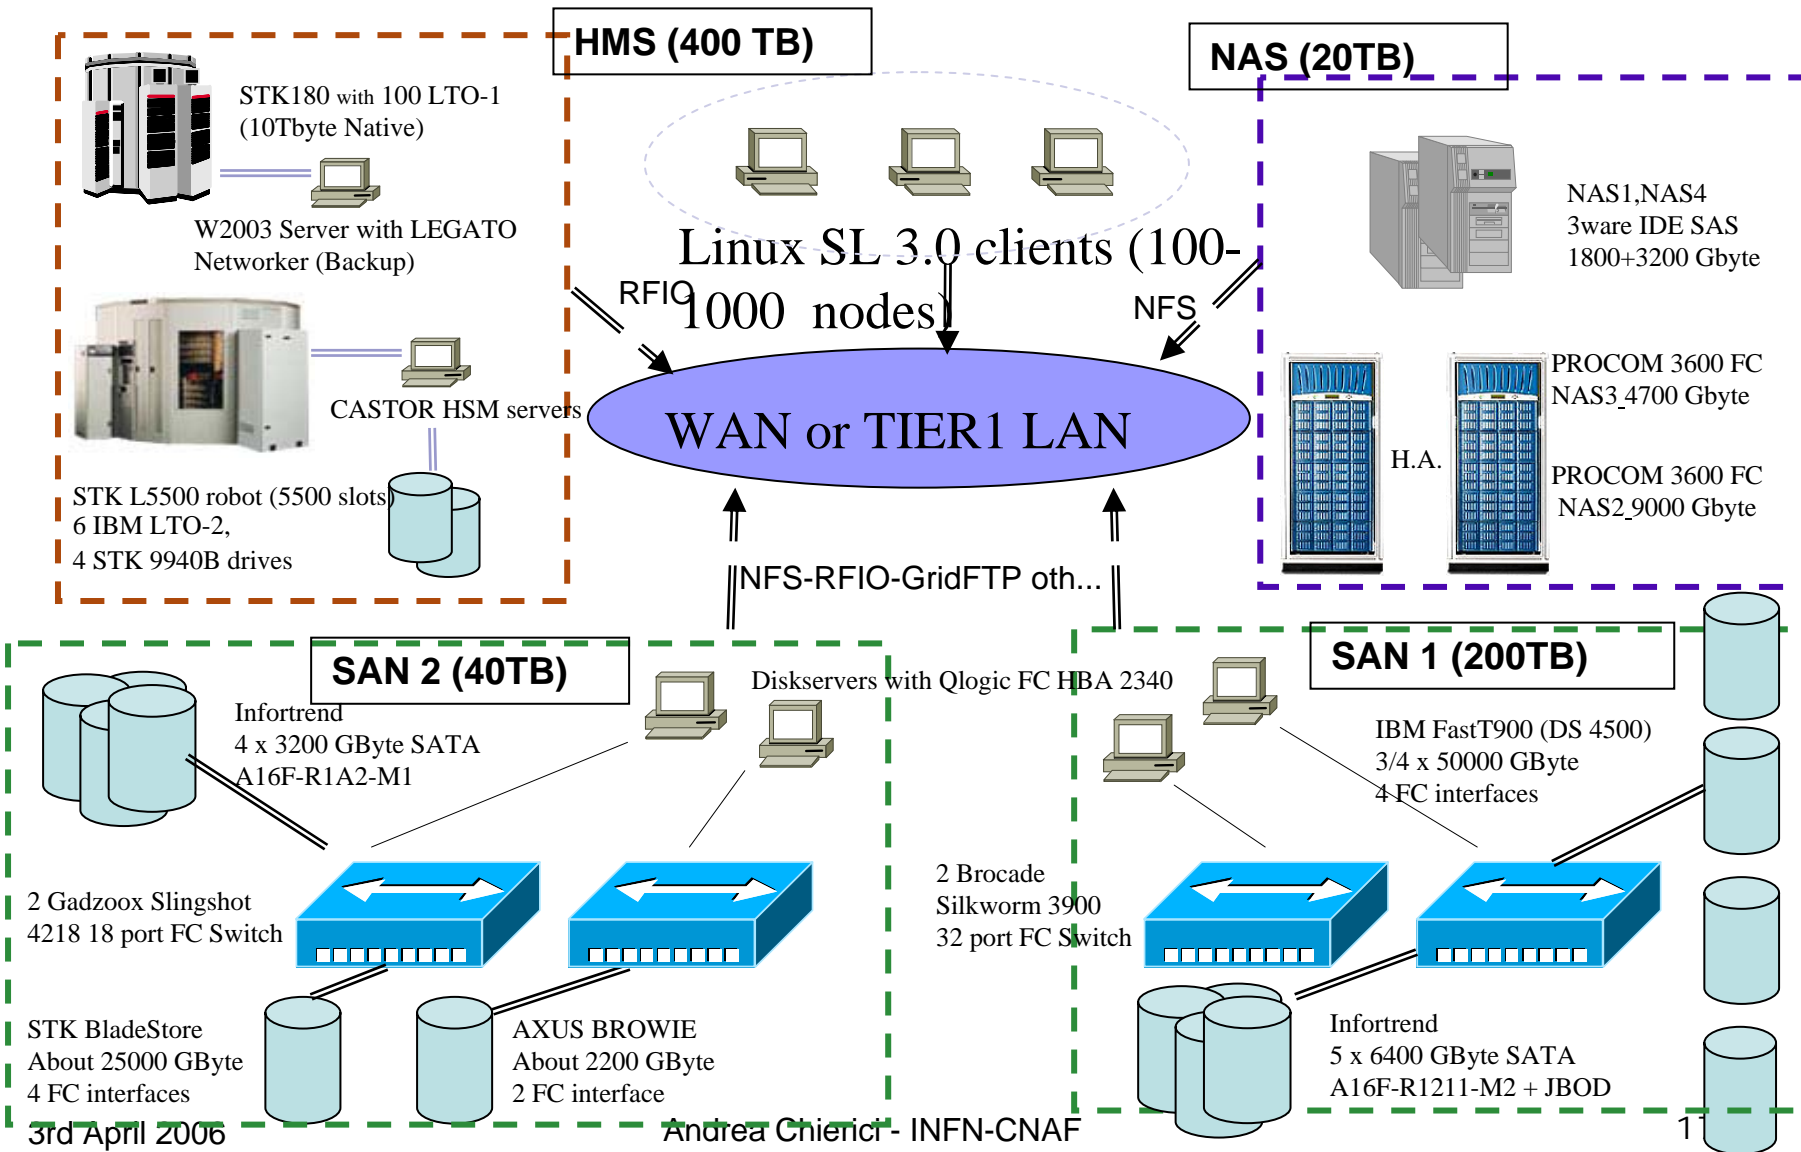 HMS (400 TB)
NAS (20TB)
STK180 with 100 LTO-1
(10Tbyte Native)
W2003 Server with LEGATO
Networker (Backup)
CASTOR HSM servers
STK L5500 robot (5500 slots)
6 IBM LTO-2,
4 STK 9940B drives
Linux SL 3.0 clients (100-
1000 nodes)
RFIO
NFS
WAN or TIER1 LAN
NFS-RFIO-GridFTP oth...
NAS1,NAS4
3ware IDE SAS
1800+3200 Gbyte
PROCOM 3600 FC
NAS3 4700 Gbyte
H.A.
PROCOM 3600 FC
NAS2 9000 Gbyte
SAN 2 (40TB)
Infortrend
4 x 3200 GByte SATA
A16F-R1A2-M1
Diskservers with Qlogic FC HBA 2340
2 Gadzoox Slingshot
4218 18 port FC Switch
STK BladeStore
About 25000 GByte
4 FC interfaces
AXUS BROWIE
About 2200 GByte
2 FC interface
SAN 1 (200TB)
IBM FastT900 (DS 4500)
3/4 x 50000 GByte
4 FC interfaces
2 Brocade
Silkworm 3900
32 port FC Switch
Infortrend
5 x 6400 GByte SATA
A16F-R1211-M2 + JBOD
3rd April 2006
Andrea Chierici - INFN-CNAF